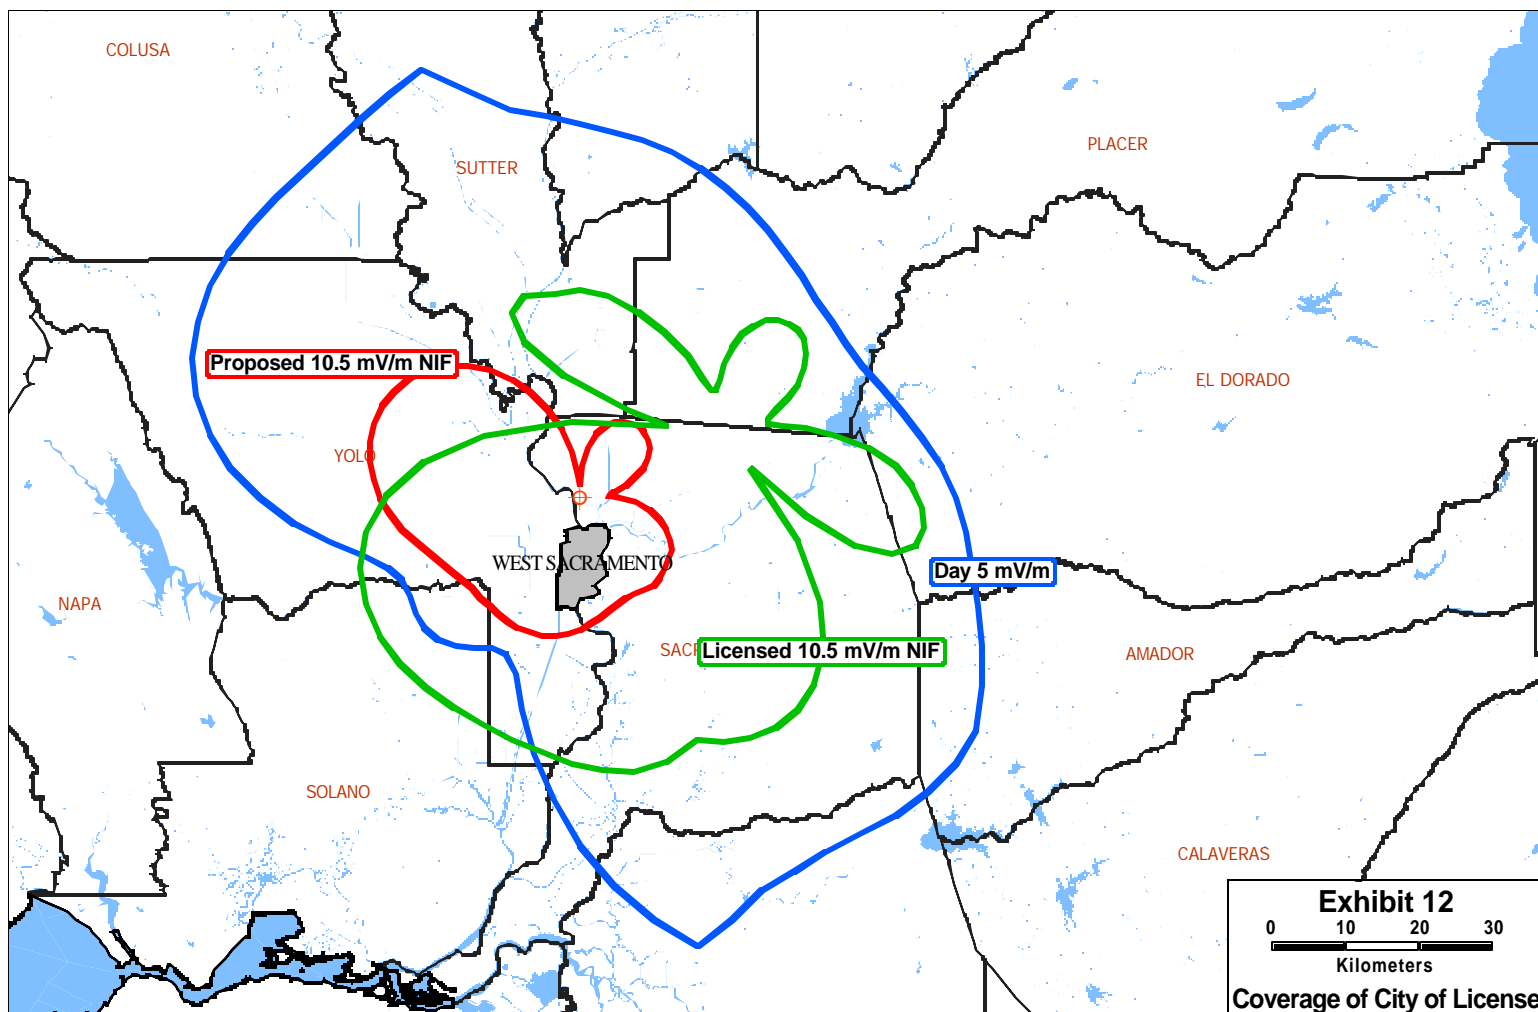 COLUSA
PLACER
SUTTER
Proposed 10.5 mV/m NIF
EL DORADO
YOLO
WEST SACRAMENTO
Day 5 mV/m
NAPA
SACR
Licensed 10.5 mV/m NIF
AMADOR
SOLANO
CALAVERAS
Exhibit 12
0 10 20 30
Kilometers
Coverage of City of License